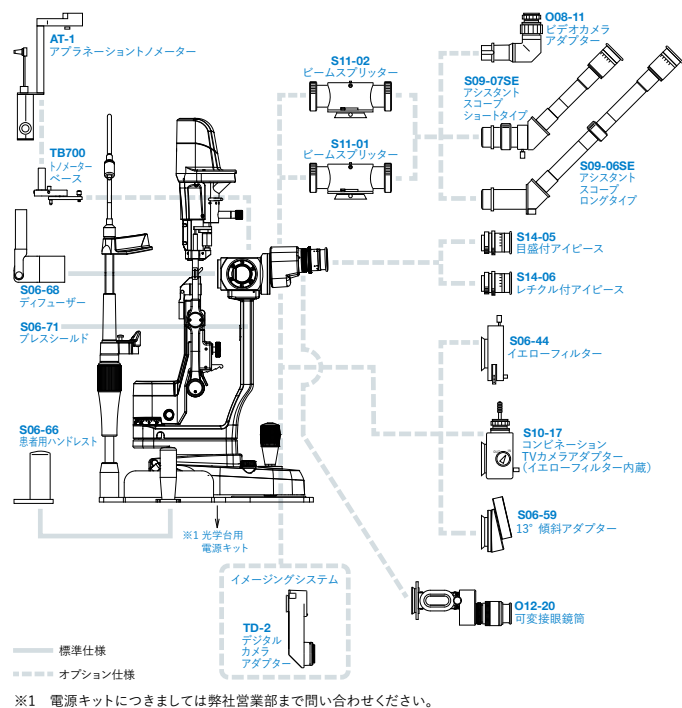 AT-1
アプラネーショントノメーター
TB700
トノメーター
ベース
S06-68
ディフューザー
S06-71
ブレスシールド
S06-66
患者用ハンドレスト
S11-02
ビームスプリッター
S11-01
ビームスプリッター
O08-11
ビデオカメラ
アダプター
S09-07SE
アシスタント
スコープ
ショートタイプ
S09-06SE
アシスタント
スコープ
ロングタイプ
S14-05
目盛付アイピース
S14-06
レチクル付アイピース
S06-44
イエローフィルター
S10-17
コンビネーション
TVカメラアダプター
（イエローフィルター内蔵）
S06-59
13°傾斜アダプター
O12-20
可変接眼鏡筒
※1 光学台用
電源キット
イメージングシステム
TD-2
デジタル
カメラ
アダプター
標準仕様
オプション仕様
※1　電源キットにつきましては弊社営業部まで問い合わせください。